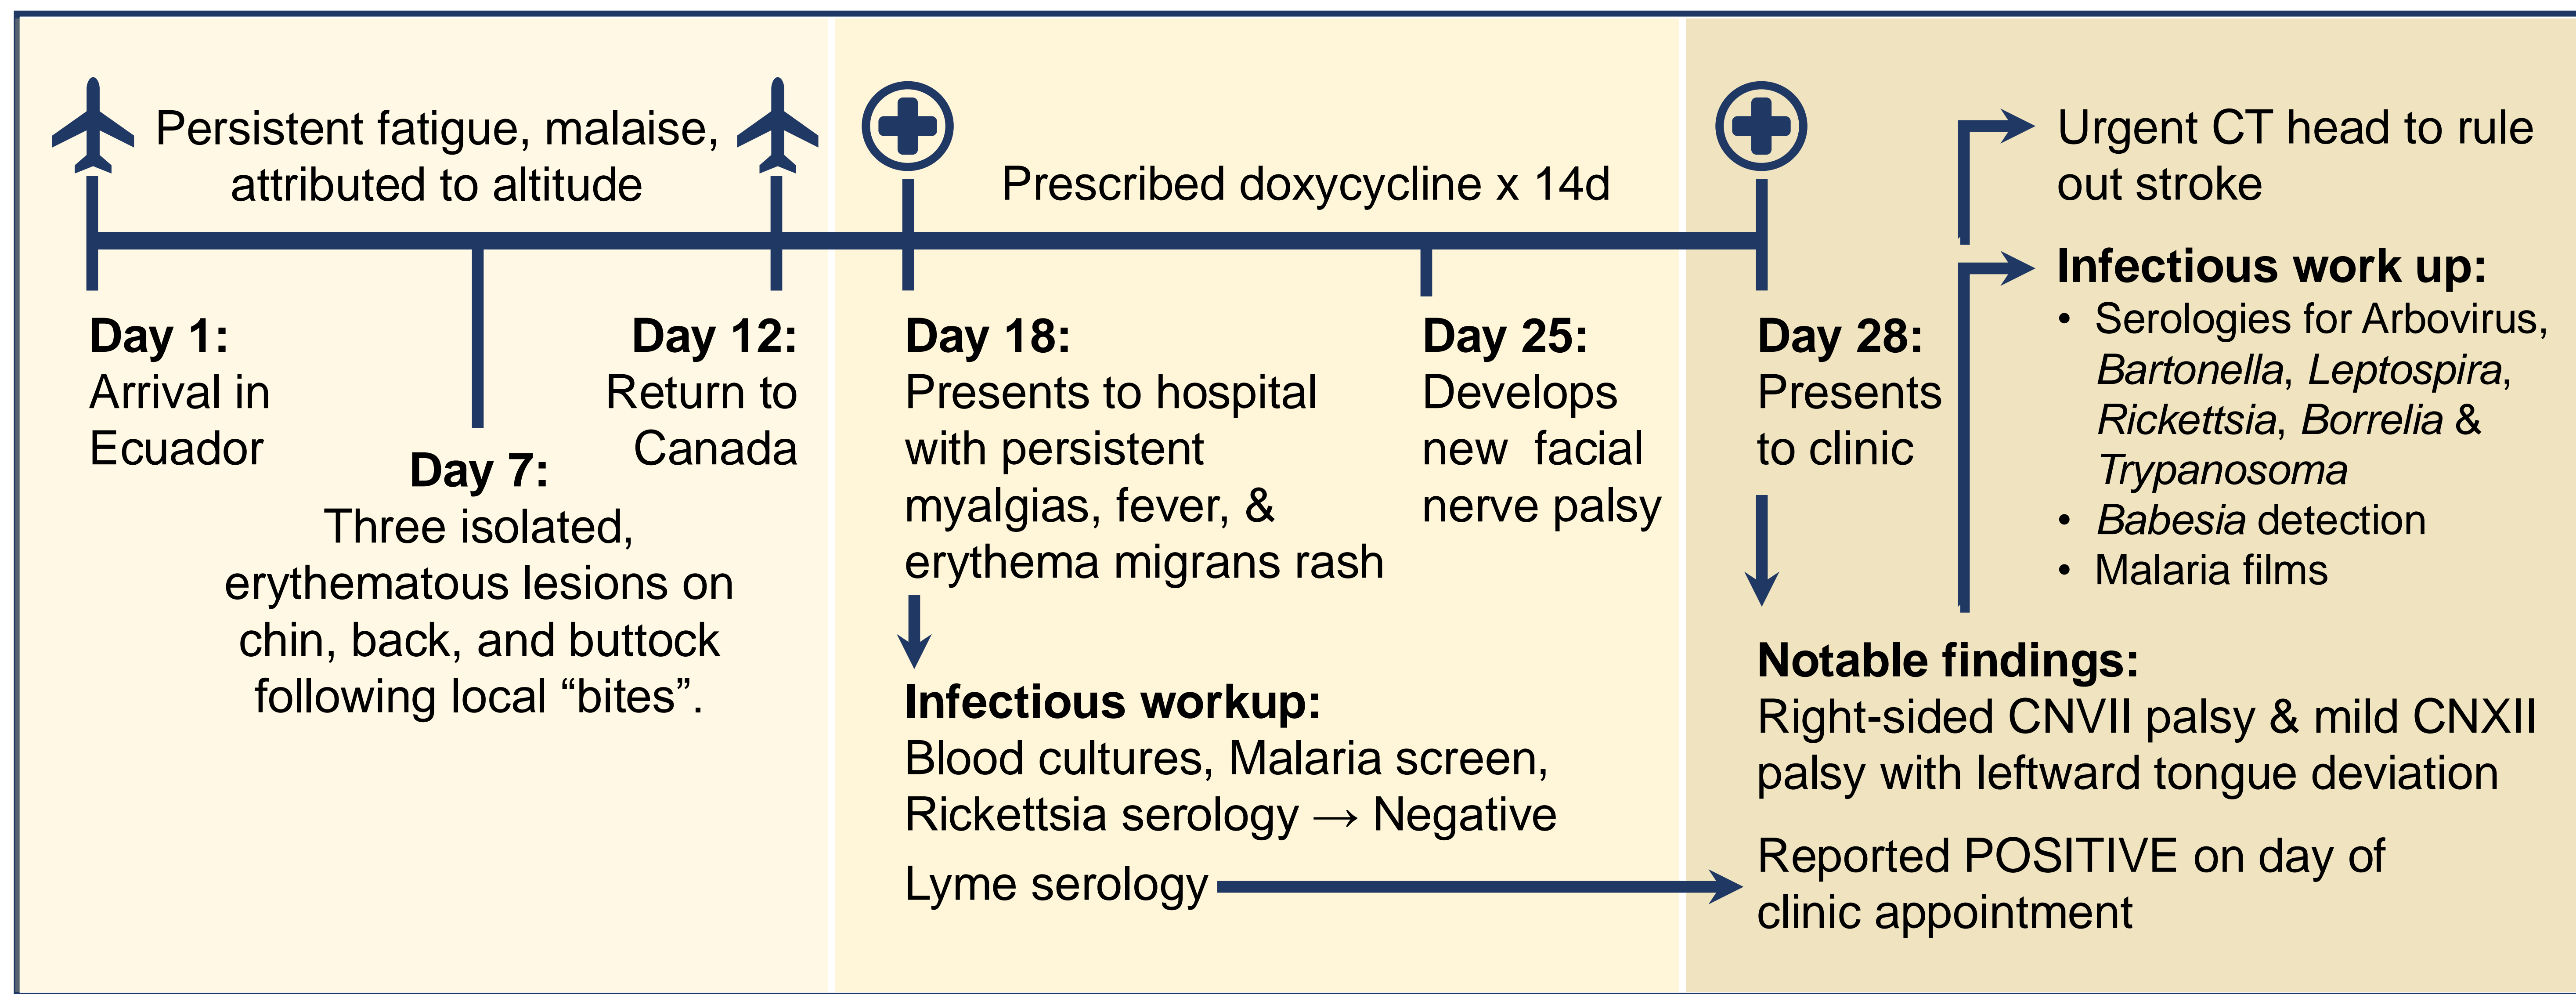 Persistent fatigue, malaise,
attributed to altitude
Day 1:
Arrival in
Ecuador
Day 7:
Three isolated,
erythematous lesions on
chin, back, and buttock
following local “bites”.
Day 12:
Return to
Canada
Prescribed doxycycline x 14d
Day 18:
Presents to hospital
with persistent
myalgias, fever, &
erythema migrans rash
Infectious workup:
Blood cultures, Malaria screen,
Rickettsia serology → Negative
Lyme serology
Day 25:
Develops
new  facial
nerve palsy
Day 28:
Presents
to clinic
Notable findings:
Right-sided CNVII palsy & mild CNXII
palsy with leftward tongue deviation
Reported POSITIVE on day of
clinic appointment
Urgent CT head to rule
out stroke
Infectious work up:
• Serologies for Arbovirus,
Bartonella, Leptospira,
Rickettsia, Borrelia &
Trypanosoma
• Babesia detection
• Malaria films